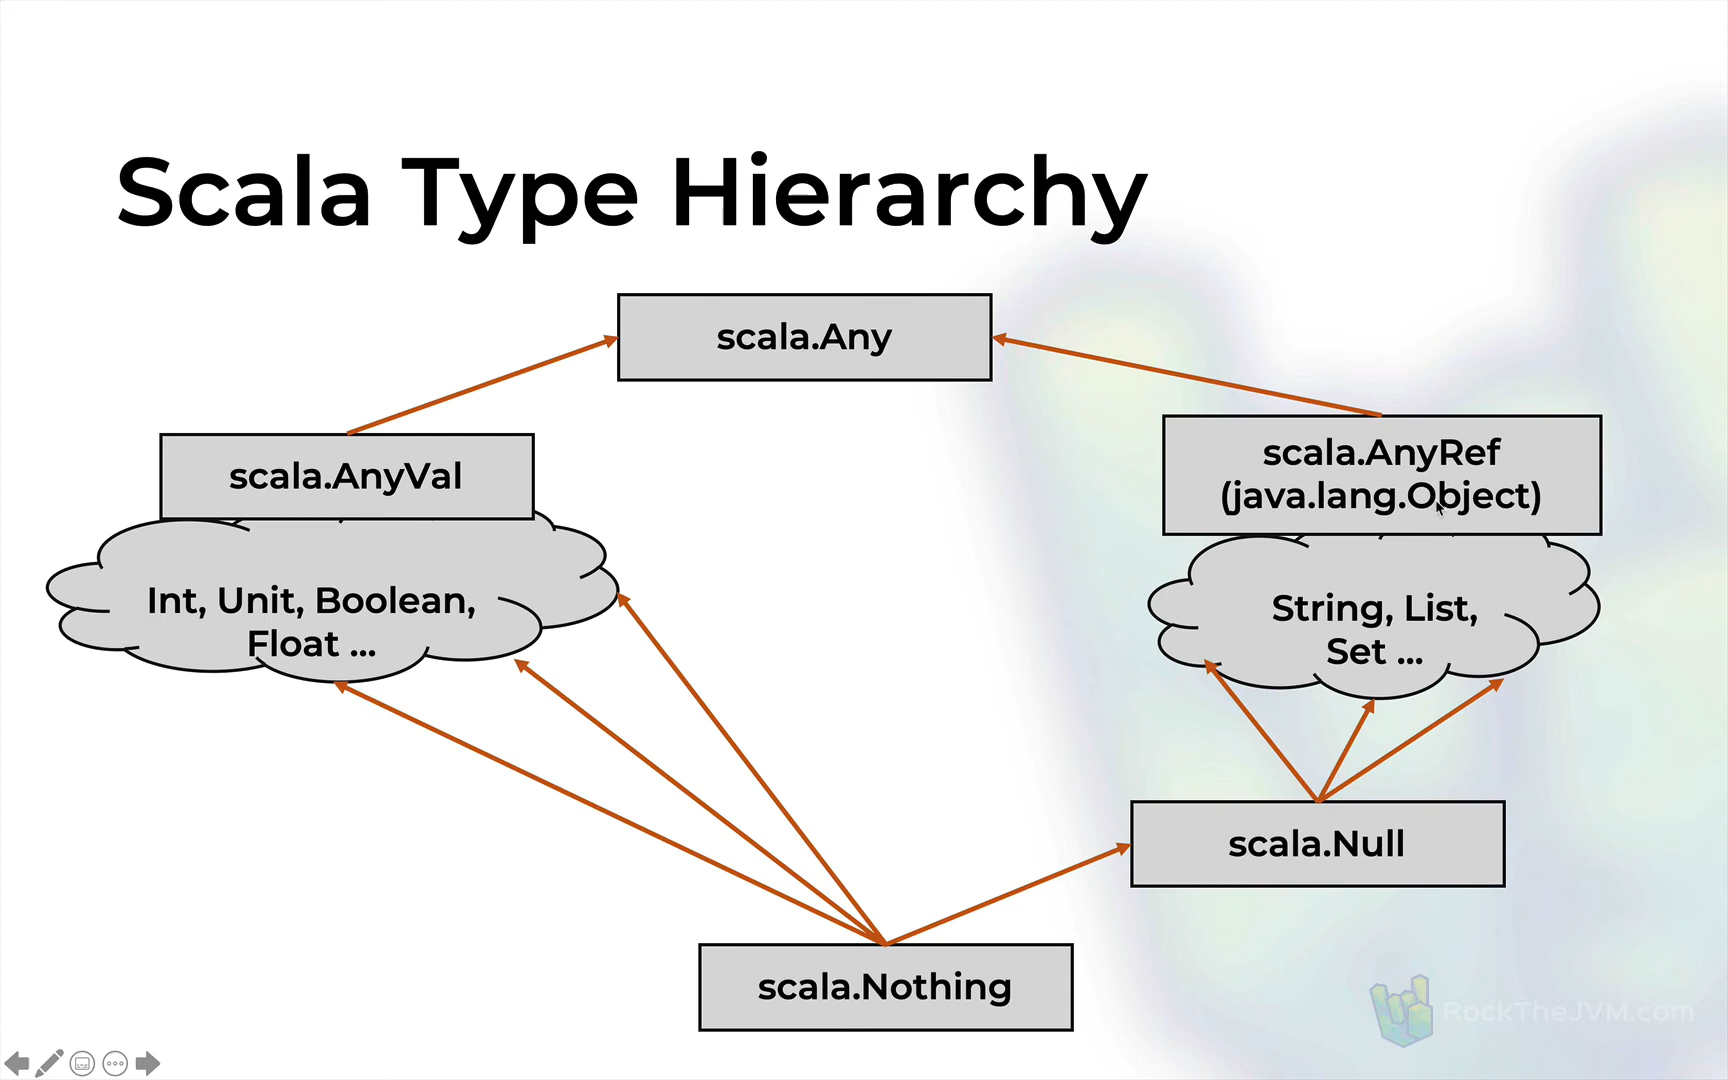 Scala Type Hierarchy
scala.Any
scala.AnyVal
scala.AnyRef
(java.lang.Object)
Int, Unit, Boolean,
Float ...
String, List,
Set ...
scala.Null
scala.Nothing
RockTheJVM.com